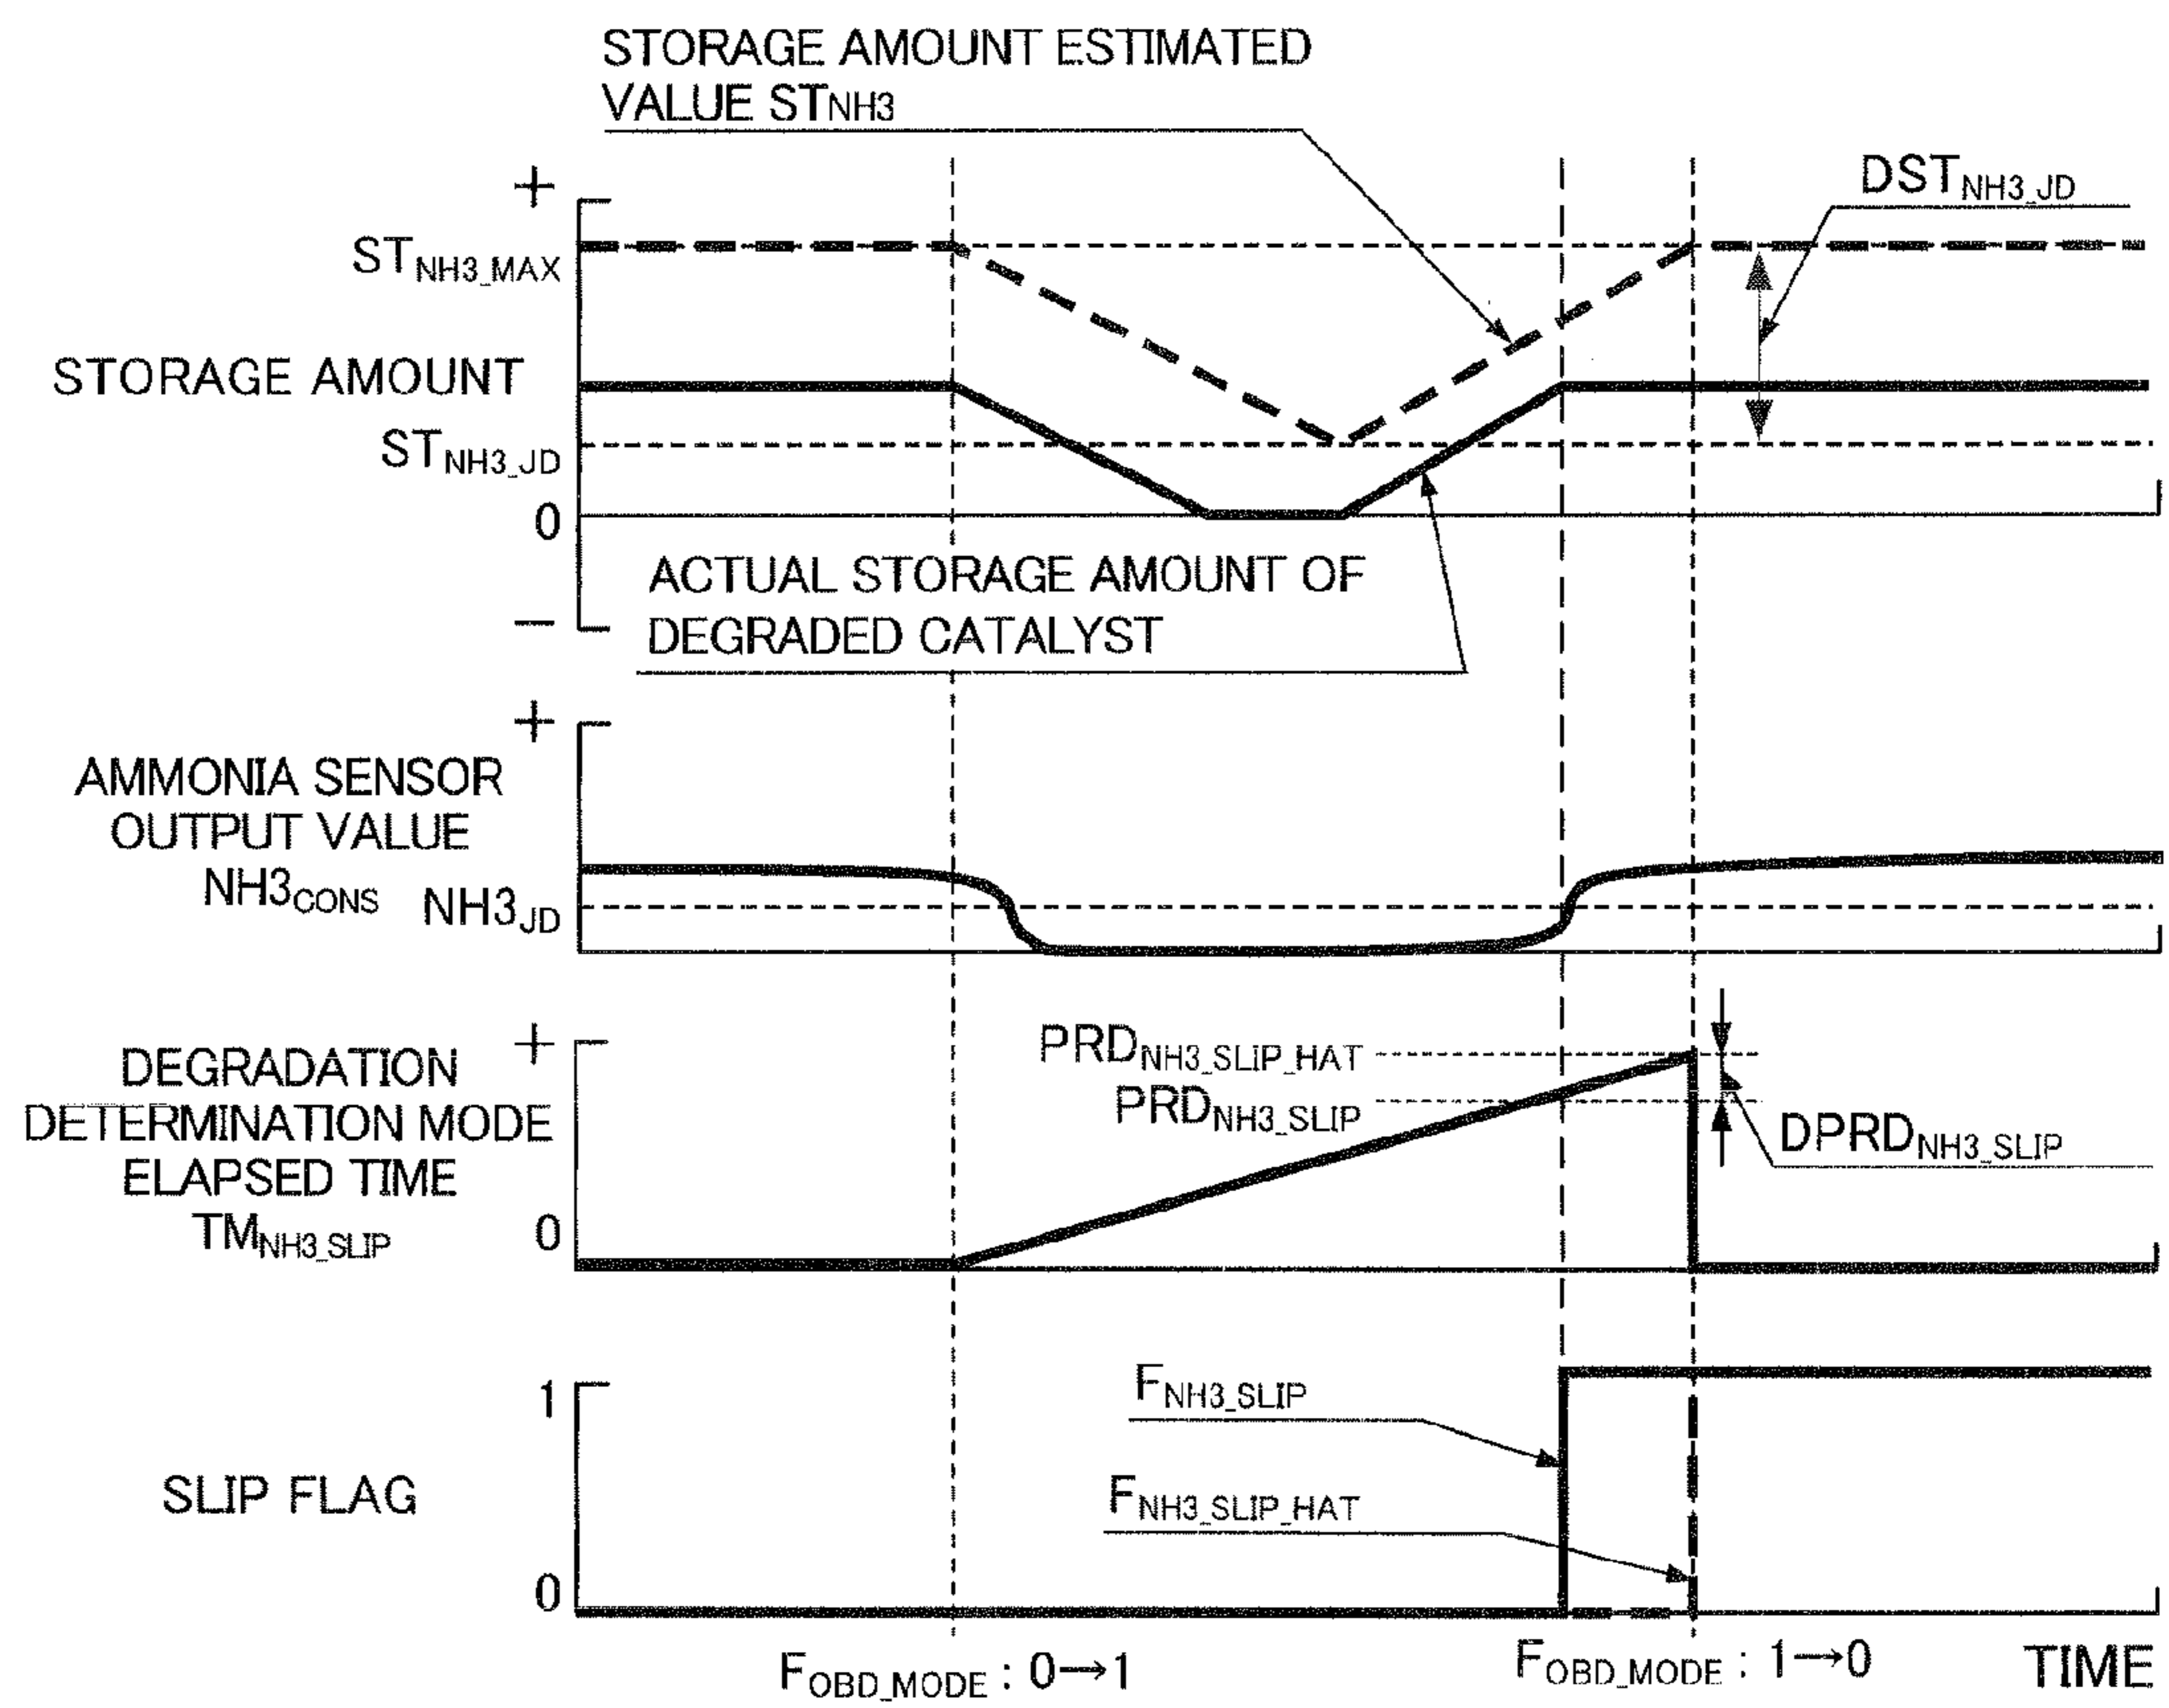 STORAGE AMOUNT ESTIMATED
VALUE STNH3
DSTNH3_JD
+
STNH3_MAX
STORAGE AMOUNT
STNH3_JD
0
ACTUAL STORAGE AMOUNT OF
DEGRADED CATALYST
−
+
AMMONIA SENSOR
OUTPUT VALUE
NH3CONS NH3JD
+
DEGRADATION
DETERMINATION MODE
ELAPSED TIME
TMNH3_SLIP
0
PRDNH3_SLIP_HAT
PRDNH3_SLIP
DPRDNH3_SLIP
1
FNH3_SLIP
SLIP FLAG
FNH3_SLIP_HAT
0
FOBD_MODE : 0→1
FOBD_MODE : 1→0
TIME